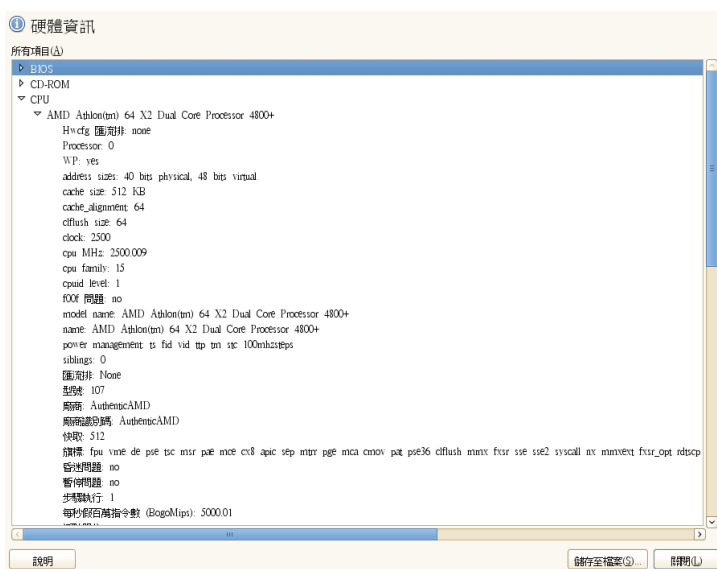 硬體資訊
所有項目(A)
BIOS
CD-ROM
CPU
AMD Athlon(tm) 64 X2 Dual Core Processor 4800+
Hwcfg 匯流排: none
Processor: 0
WP: yes
address sizes: 40 bits physical, 48 bits virtual
cache size: 512 KB
cache_alignment: 64
clflush size: 64
clock: 2500
cpu MHz: 2500.009
cpu family: 15
cpuid level: 1
f00f 問題: no
model name: AMD Athlon(tm) 64 X2 Dual Core Processor 4800+
name: AMD Athlon(tm) 64 X2 Dual Core Processor 4800+
power management: ts fid vid ttp tm stc 100mhzsteps
siblings: 0
匯流排: None
型號: 107
廠商: AuthenticAMD
廠商識別碼: AuthenticAMD
快取: 512
旗標: fpu vme de pse tsc msr pae mce cx8 apic sep mtrr pge mca cmov pat pse36 clflush mmx fxsr sse sse2 syscall nx mmxext fxsr_opt rdtscp
昏迷問題: no
暫停問題: no
步驟執行: 1
每秒假百萬指令數 (BogoMips): 5000.01
說明
儲存至檔案(S)...
關閉(L)